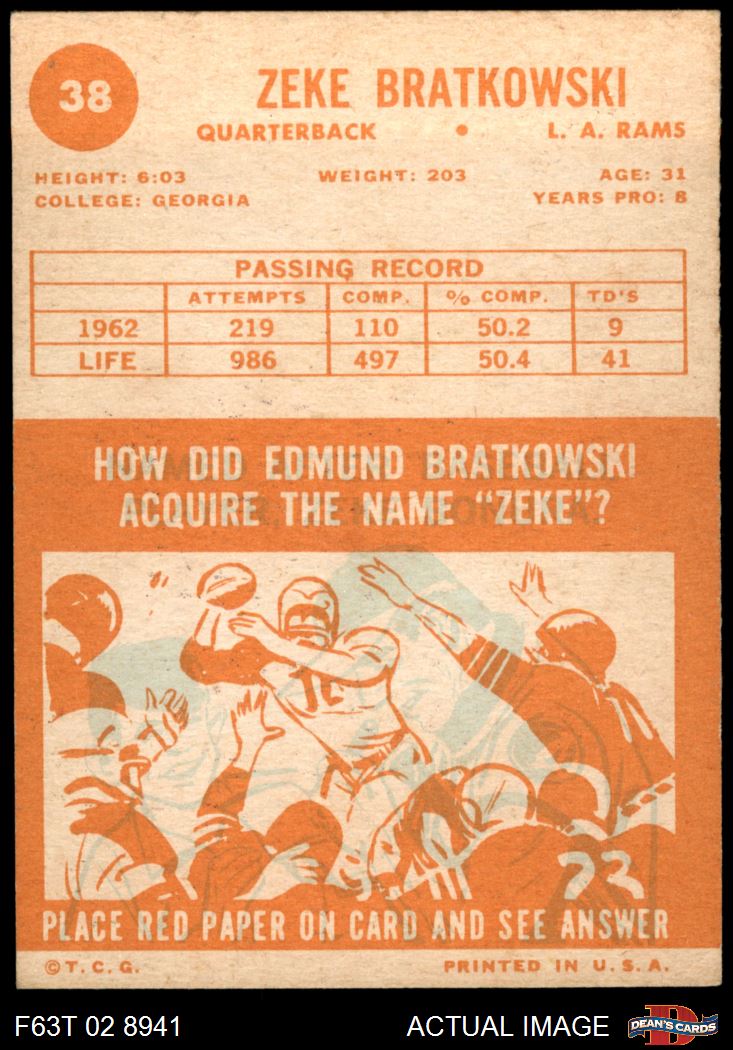 38
ZEKE BRATKOWSKI
QUARTERBACK • L. A. RAMS
HEIGHT: 6:03 WEIGHT: 203 AGE: 31
COLLEGE: GEORGIA YEARS PRO: 8
PASSING RECORD
ATTEMPTS COMP. % COMP. TD'S
1962 219 110 50.2 9
LIFE 986 497 50.4 41
HOW DID EDMUND BRATKOWSKI
ACQUIRE THE NAME "ZEKE"?
12
22
PLACE RED PAPER ON CARD AND SEE ANSWER
©T. C. G. PRINTED IN U. S. A.
F63T 02 8941 ACTUAL IMAGE DEAN'S CARDS